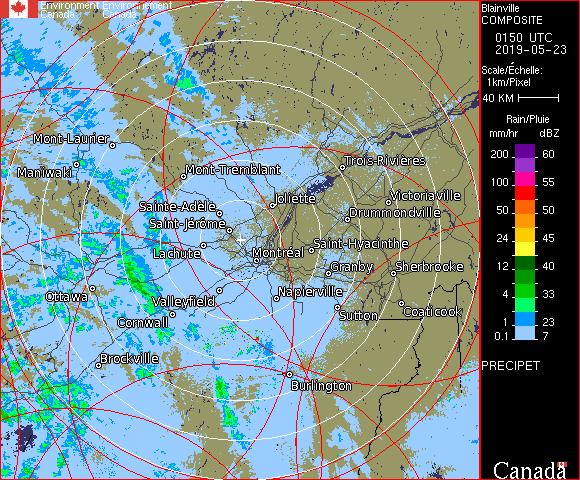 Environment Environnement
Canada Canada
Blainville
COMPOSITE
0150 UTC
2019-05-23
Scale/Échelle:
1km/Pixel
40 KM
Rain/Pluie
mm/hr dBZ
200 60
100 55
50 50
24 45
12 40
4 33
1 23
0.1 7
PRECIPET
Canada
Mont-Laurier
Maniwaki
Mont-Tremblant
Trois-Rivières
Victoriaville
Joliette
Sainte-Adèle
Drummondville
Saint-Jérôme
Lachute
Montréal
Saint-Hyacinthe
Granby
Sherbrooke
Ottawa
Valleyfield
Napierville
Cornwall
Sutton
Coaticook
Brockville
Burlington